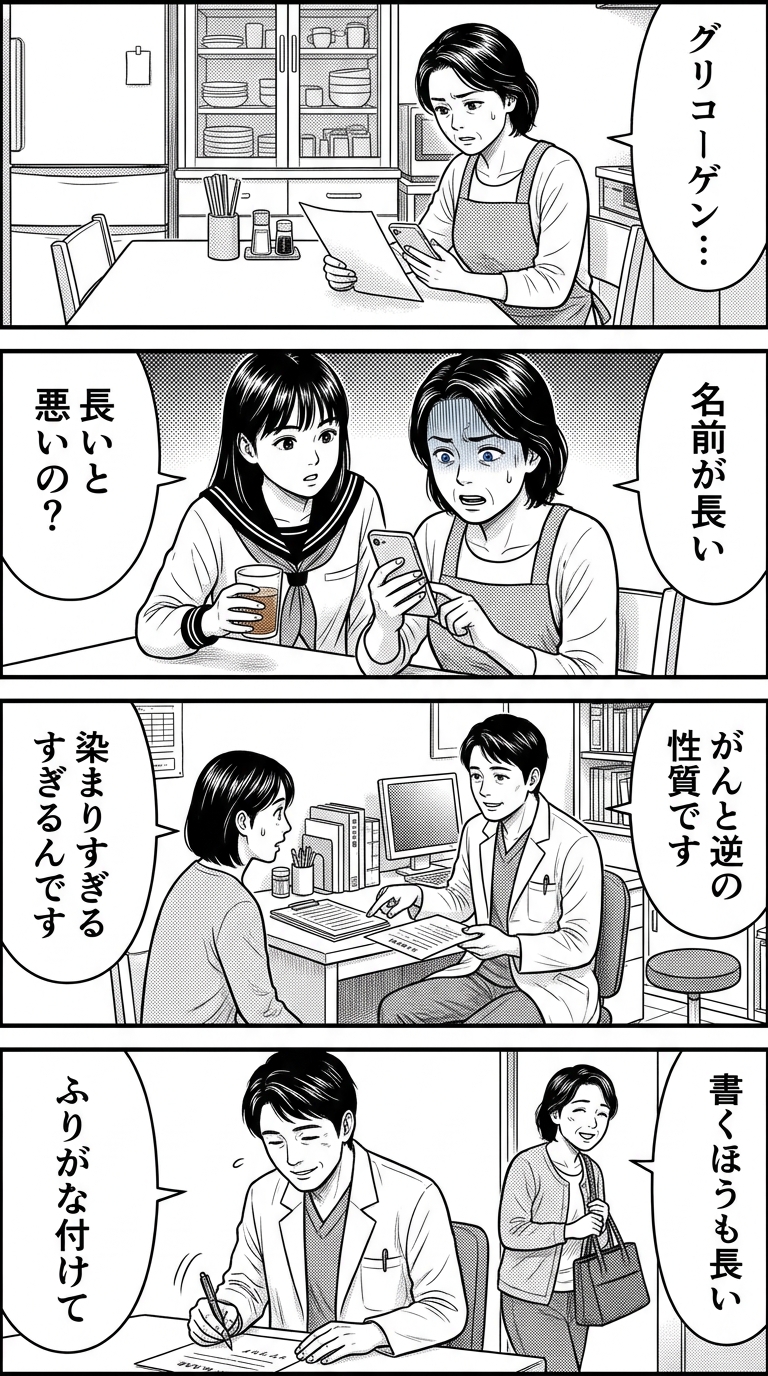 グリコーゲン…
名前が長い
長いと
悪いの？
がんと逆の
性質です
染まりすぎる
すぎるんです
書くほうも長い
ふりがな付けて